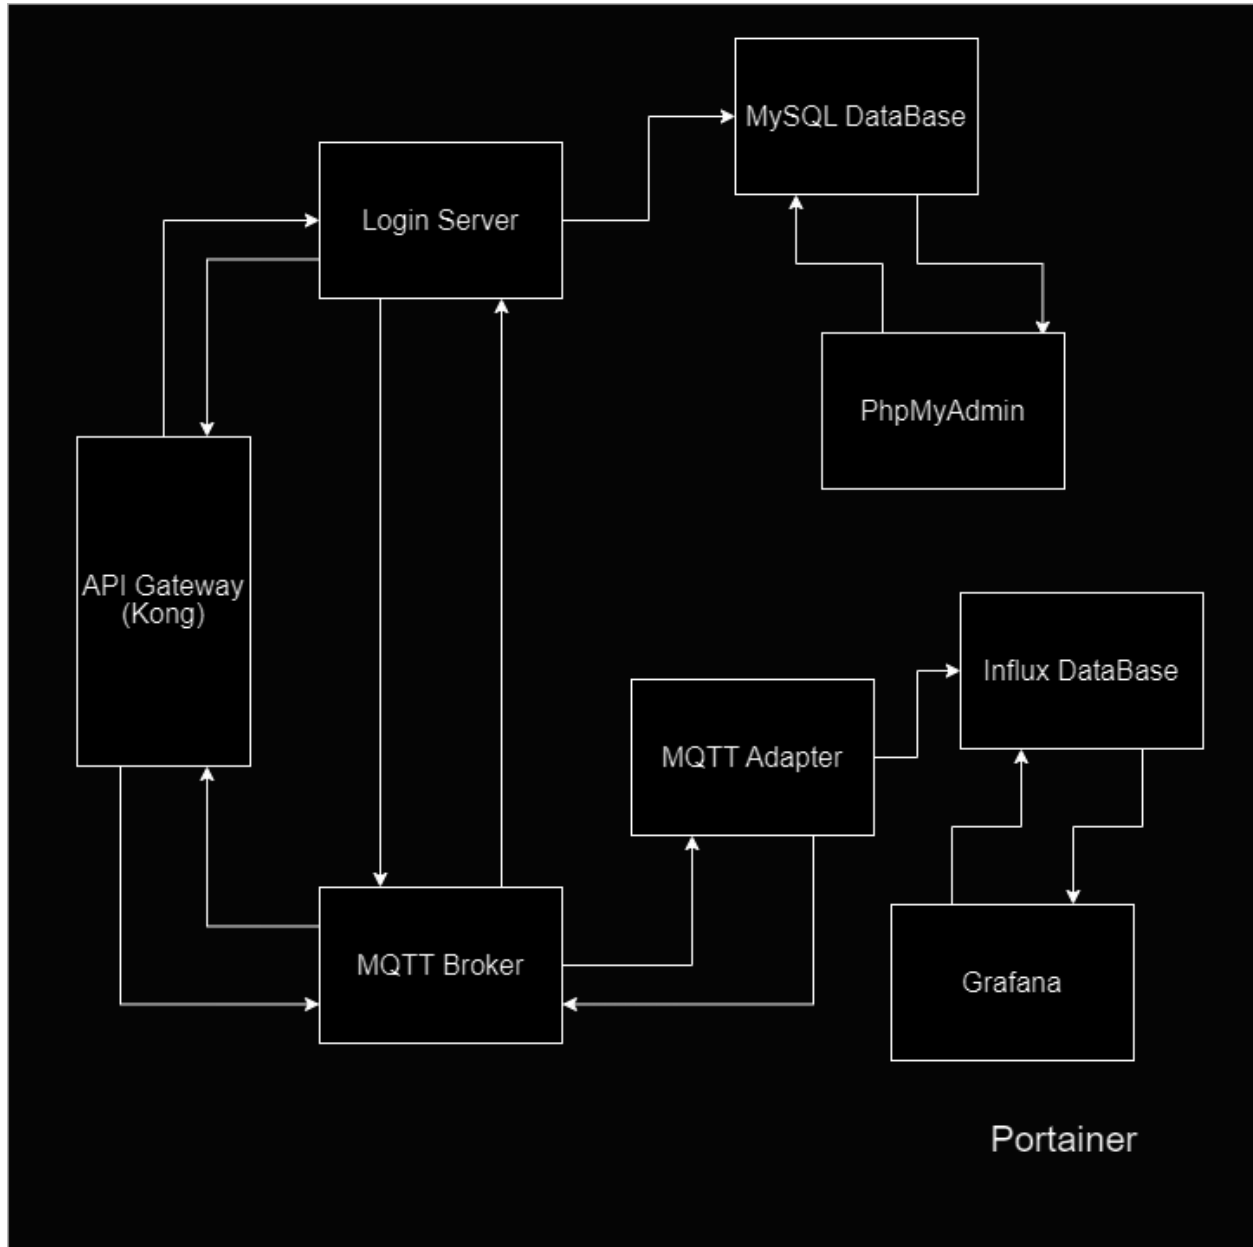 MySQL DataBase
Login Server
PhpMyAdmin
API Gateway
(Kong)
Influx DataBase
MQTT Adapter
MQTT Broker
Grafana
Portainer